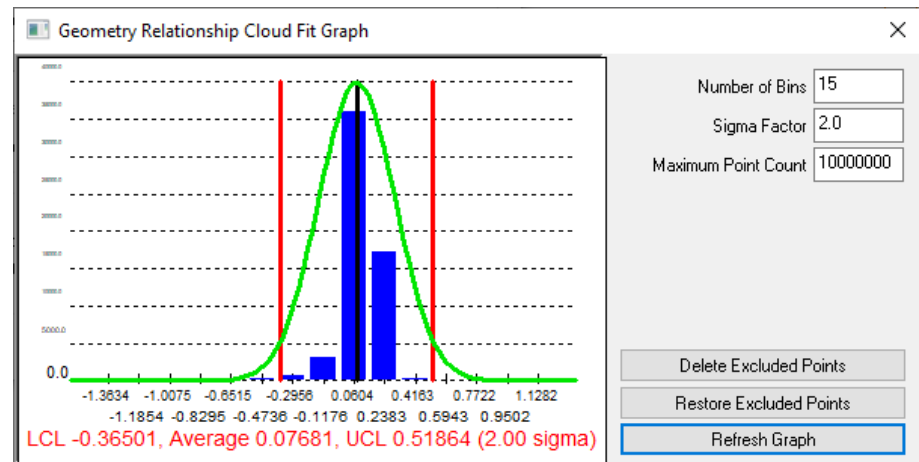 Geometry Relationship Cloud Fit Graph
Number of Bins 15
Sigma Factor 2.0
Maximum Point Count 10000000
5000.0
0.0
-1.3634 -1.0075 -0.6515 -0.2956 0.0604 0.4163 0.7722 1.1282
-1.1854 -0.8295 -0.4736 -0.1176 0.2383 0.5943 0.9502
LCL -0.36501, Average 0.07681, UCL 0.51864 (2.00 sigma)
Delete Excluded Points
Restore Excluded Points
Refresh Graph